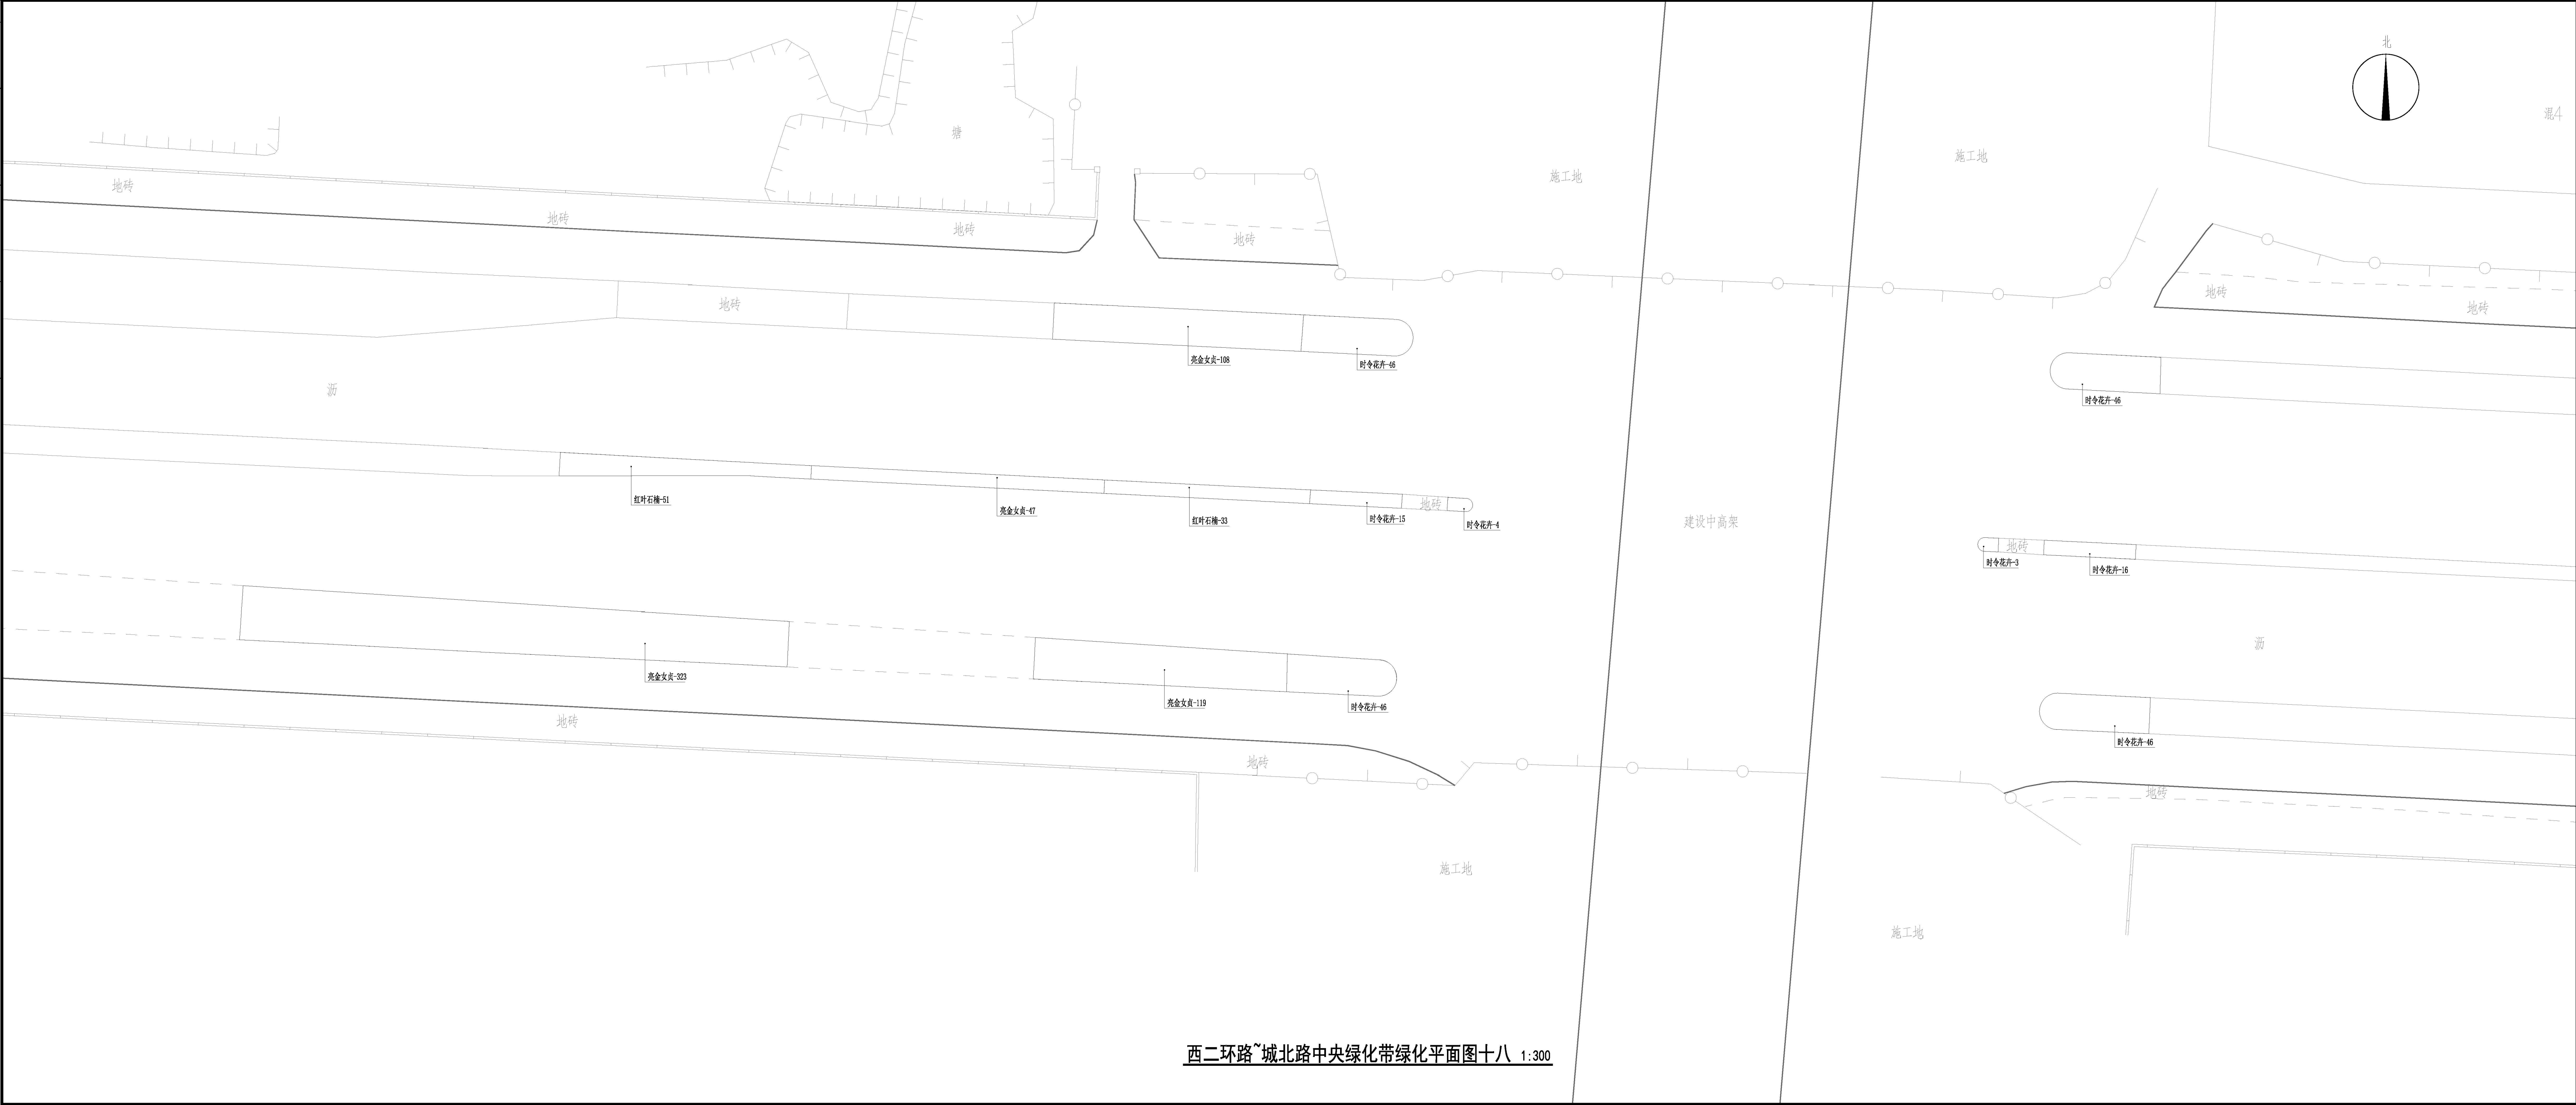 北
混4
塘
施工地
施工地
地砖
地砖
地砖
地砖
地砖
地砖
地砖
亮金女贞-108
时令花卉-46
时令花卉-46
沥
红叶石楠-51
亮金女贞-47
红叶石楠-33
时令花卉-15
地砖
时令花卉-4
建设中高架
时令花卉-3
地砖
时令花卉-16
沥
亮金女贞-323
亮金女贞-119
时令花卉-46
时令花卉-46
地砖
地砖
地砖
施工地
施工地
西二环路~城北路中央绿化带绿化平面图十八 1:300